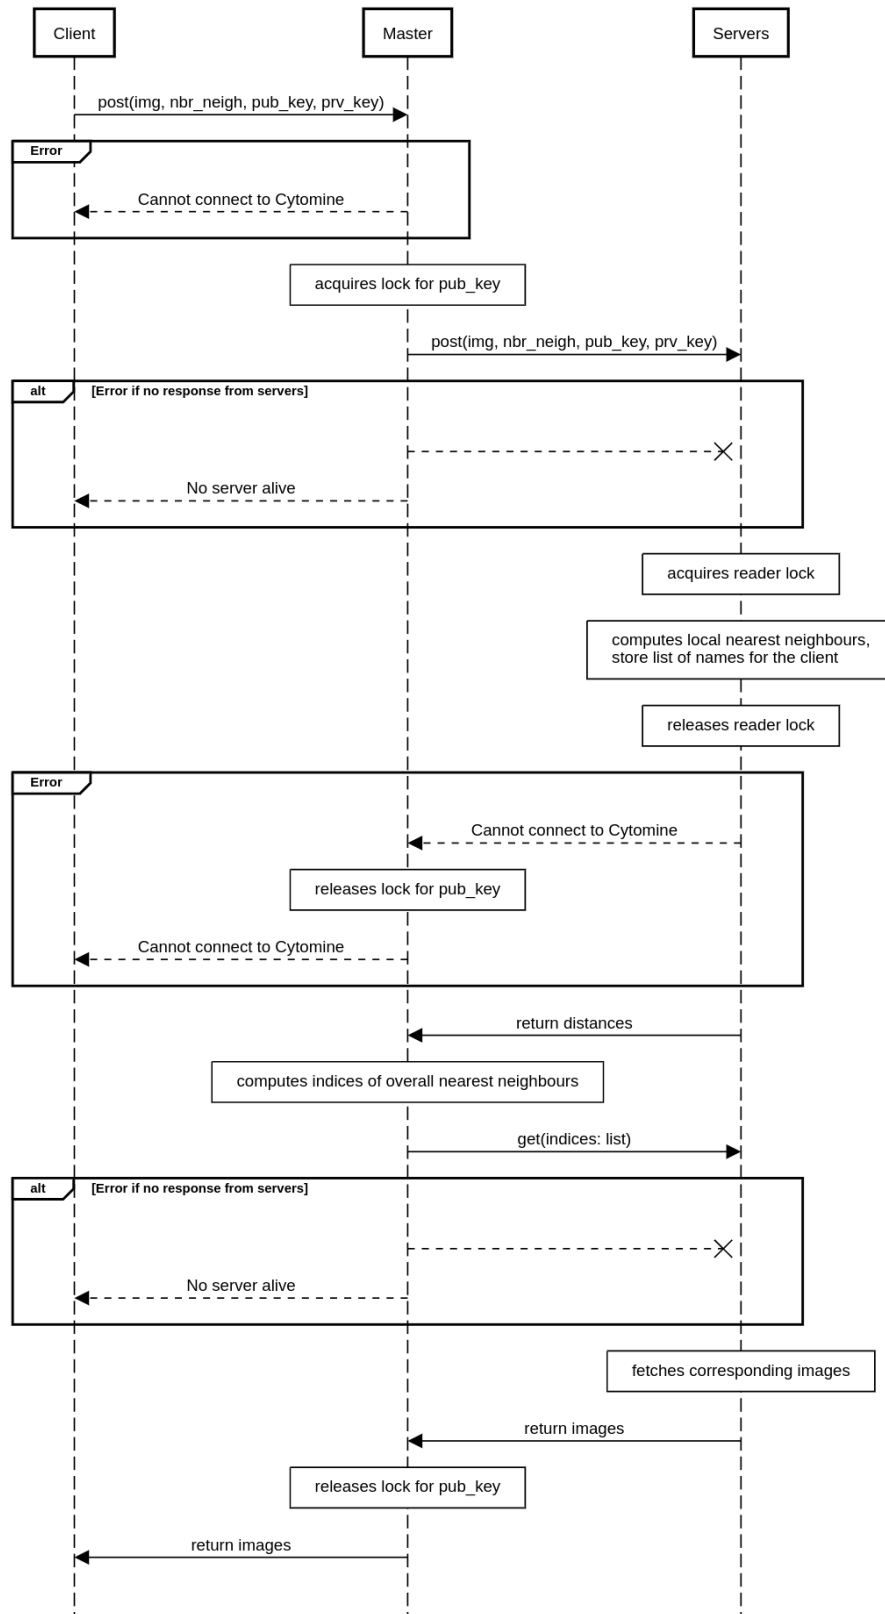 Client
Master
Servers
post(img, nbr_neigh, pub_key, prv_key)
Error
Cannot connect to Cytomine
acquires lock for pub_key
post(img, nbr_neigh, pub_key, prv_key)
alt
[Error if no response from servers]
No server alive
acquires reader lock
computes local nearest neighbours,
store list of names for the client
releases reader lock
Error
Cannot connect to Cytomine
releases lock for pub_key
Cannot connect to Cytomine
return distances
computes indices of overall nearest neighbours
get(indices: list)
alt
[Error if no response from servers]
No server alive
fetches corresponding images
return images
releases lock for pub_key
return images